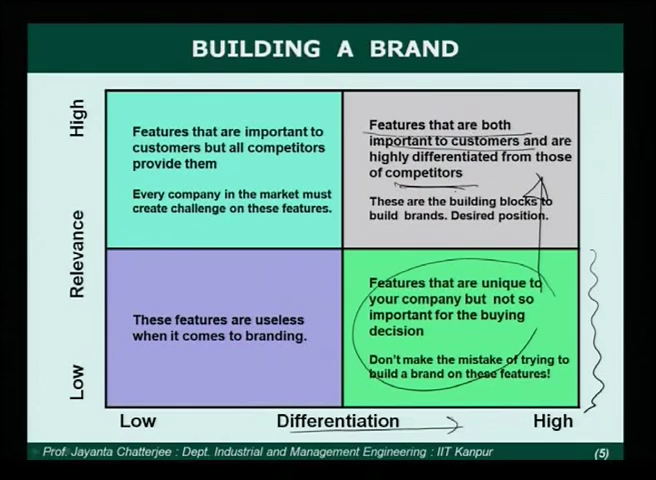 BUILDING A BRAND
High
Relevance
Low
Features that are important to
customers but all competitors
provide them
Every company in the market must
create challenge on these features.
Features that are both
important to customers and are
highly differentiated from those
of competitors
These are the building blocks to
build brands. Desired position.
These features are useless
when it comes to branding.
Features that are unique to
your company but not so
important for the buying
decision
Don't make the mistake of trying to
build a brand on these features!
Low
Differentiation
High
Prof. Jayanta Chatterjee : Dept. Industrial and Management Engineering : IIT Kanpur
(5)